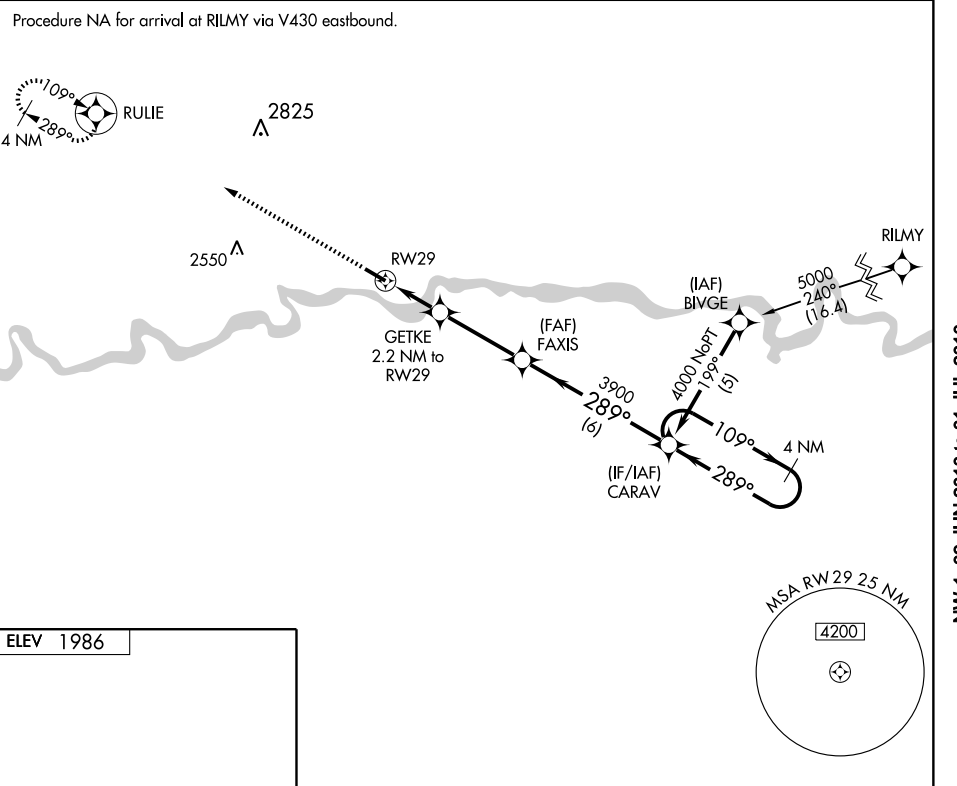 Procedure NA for arrival at RILMY via V430 eastbound.
109°
RULIE
289°
4 NM
2825
2550
RW29
GETKE
2.2 NM to
RW29
(FAF)
FAXIS
RILMY
5000
240°
(16.4)
(IAF)
BIVGE
4000 NoPT
199°
(5)
3900
289°
(6)
109°
4 NM
289°
(IF/IAF)
CARAV
MSA RW 29 25 NM
4200
ELEV 1986